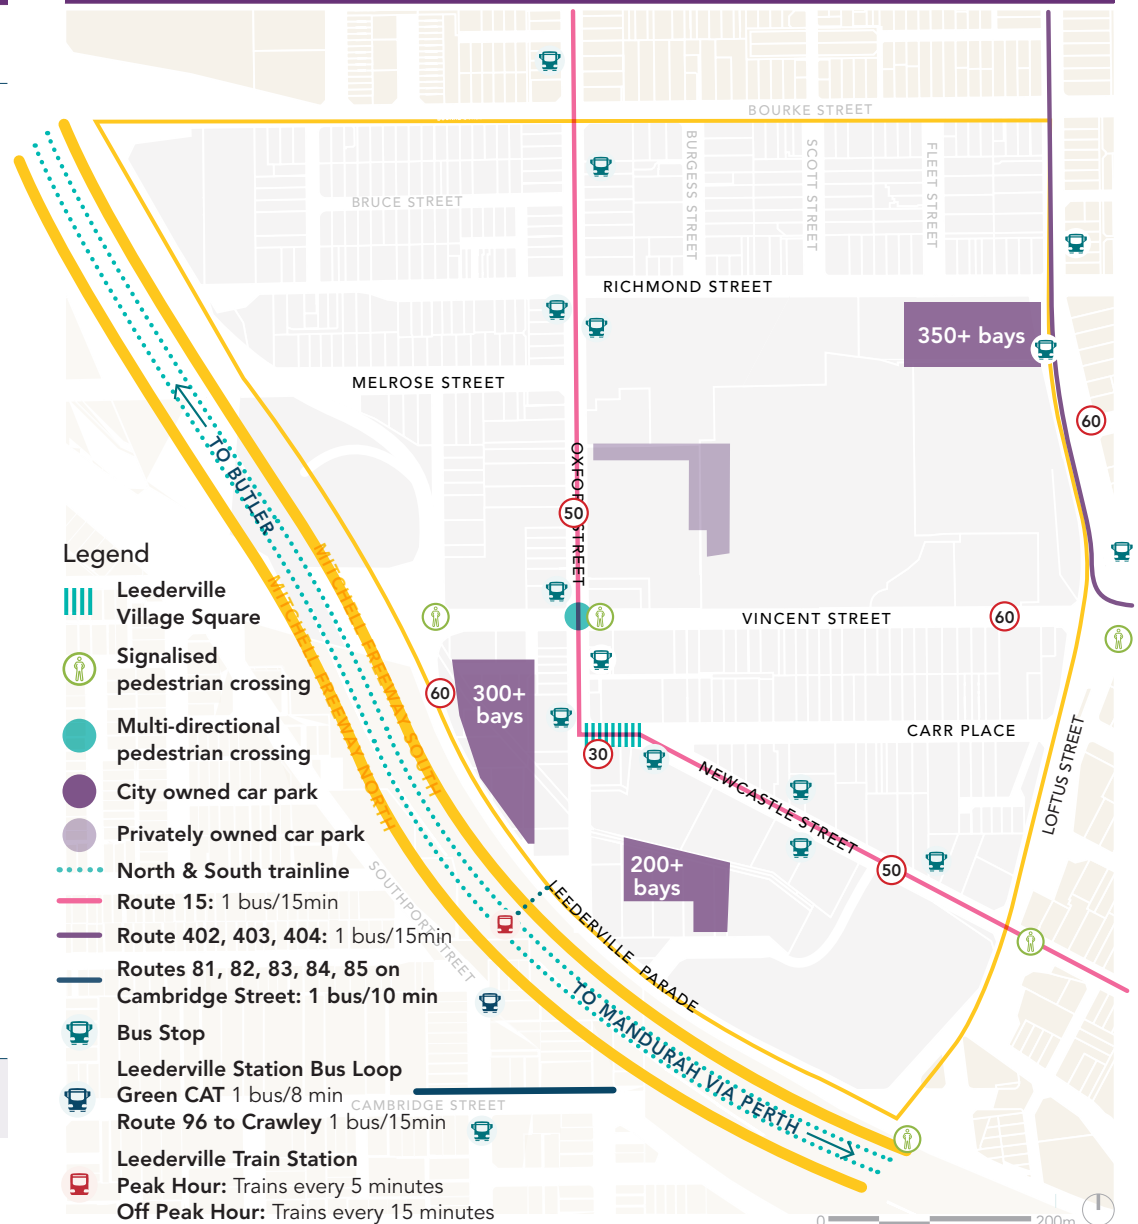 BOURKE STREET
BURGESS STREET
SCOTT STREET
FLEET STREET
BRUCE STREET
RICHMOND STREET
350+ bays
MELROSE STREET
60
OXFORD STREET
50
TO BUTLER
MITCHELL FREEWAY SOUTH
MITCHELL FREEWAY NORTH
VINCENT STREET
60
60
300+
bays
CARR PLACE
30
NEWCASTLE STREET
LOFTUS STREET
200+
bays
50
LEEDERVILLE PARADE
SOUTHPORT STREET
TO MANDURAH VIA PERTH
CAMBRIDGE STREET
Legend
Leederville
Village Square
Signalised
pedestrian crossing
Multi-directional
pedestrian crossing
City owned car park
Privately owned car park
North & South trainline
Route 15: 1 bus/15min
Route 402, 403, 404: 1 bus/15min
Routes 81, 82, 83, 84, 85 on
Cambridge Street: 1 bus/10 min
Bus Stop
Leederville Station Bus Loop
Green CAT 1 bus/8 min
Route 96 to Crawley 1 bus/15min
Leederville Train Station
Peak Hour: Trains every 5 minutes
Off Peak Hour: Trains every 15 minutes
0 200m